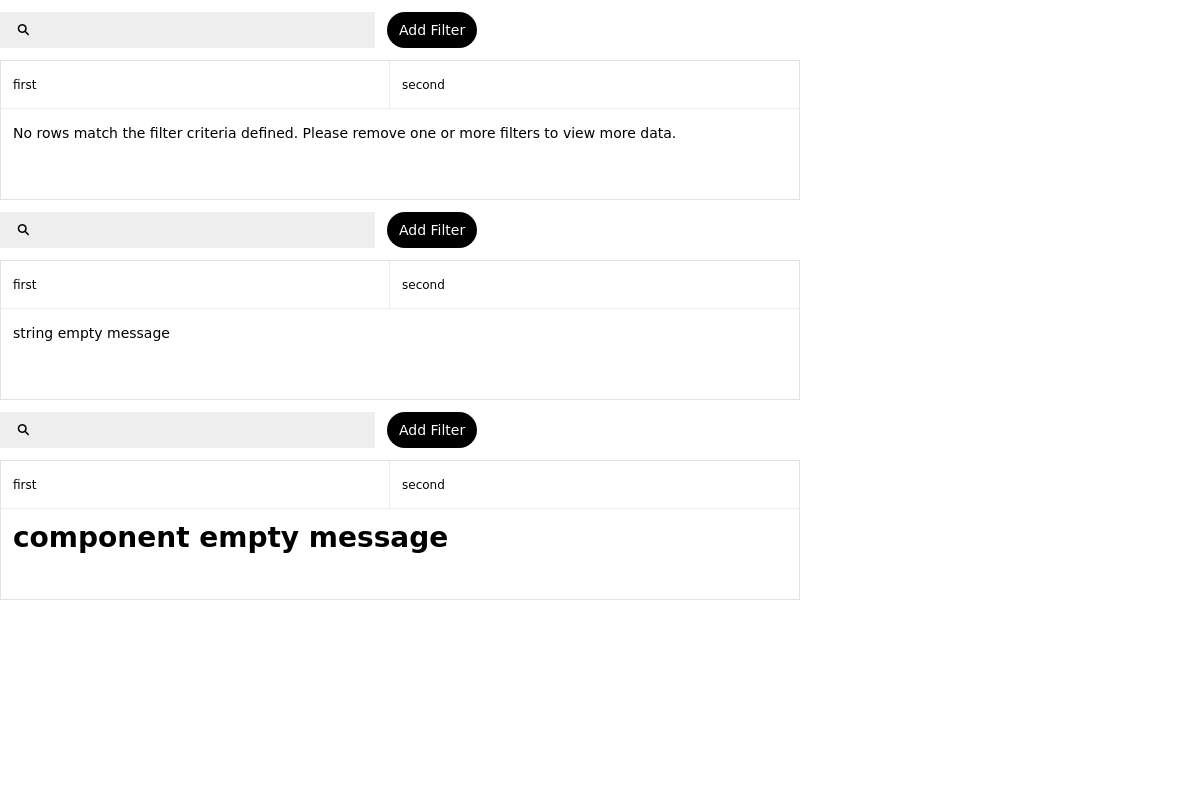 Add Filter
first second
No rows match the filter criteria defined. Please remove one or more filters to view more data.
Add Filter
first second
string empty message
Add Filter
first second
component empty message